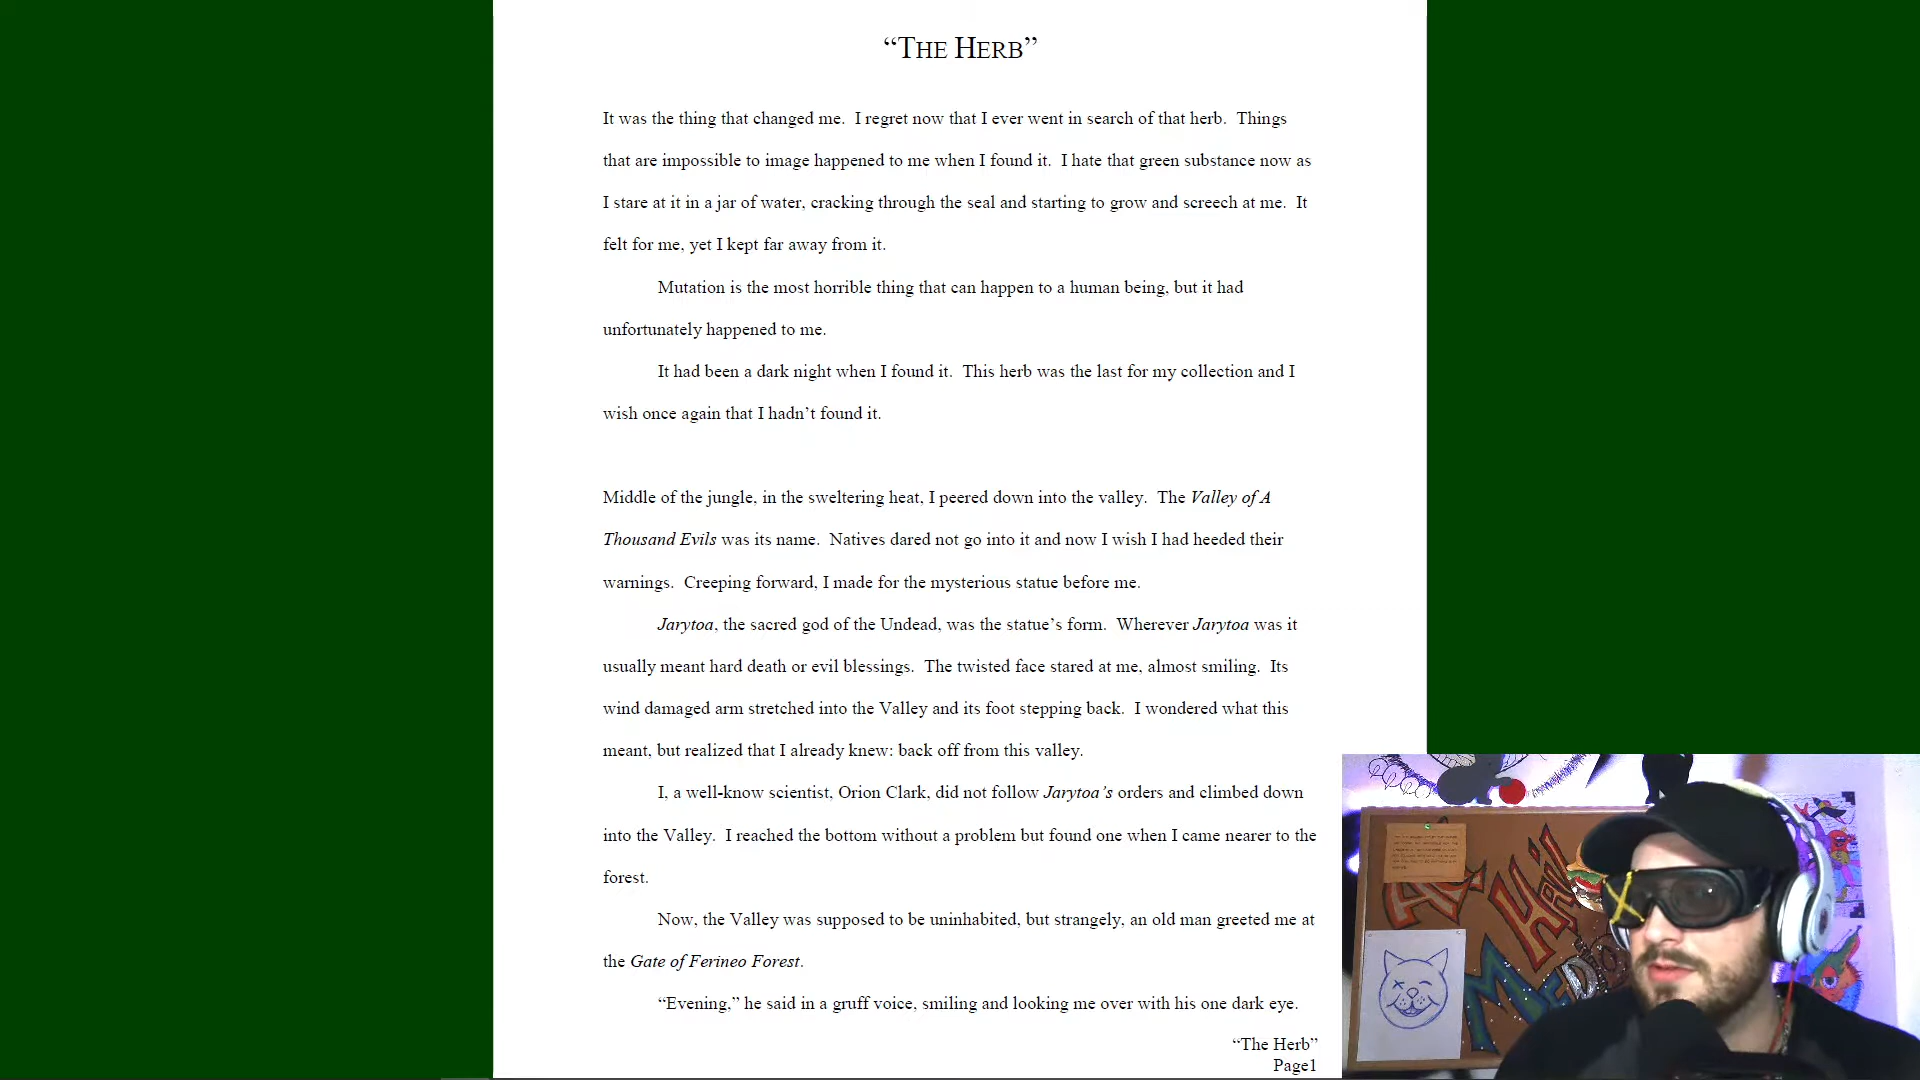 “THE HERB”
It was the thing that changed me.  I regret now that I ever went in search of that herb.  Things
that are impossible to image happened to me when I found it.  I hate that green substance now as
I stare at it in a jar of water, cracking through the seal and starting to grow and screech at me.  It
felt for me, yet I kept far away from it.
Mutation is the most horrible thing that can happen to a human being, but it had
unfortunately happened to me.
It had been a dark night when I found it.  This herb was the last for my collection and I
wish once again that I hadn’t found it.
Middle of the jungle, in the sweltering heat, I peered down into the valley.  The Valley of A
Thousand Evils was its name.  Natives dared not go into it and now I wish I had heeded their
warnings.  Creeping forward, I made for the mysterious statue before me.
Jarytoa, the sacred god of the Undead, was the statue’s form.  Wherever Jarytoa was it
usually meant hard death or evil blessings.  The twisted face stared at me, almost smiling.  Its
wind damaged arm stretched into the Valley and its foot stepping back.  I wondered what this
meant, but realized that I already knew: back off from this valley.
I, a well-know scientist, Orion Clark, did not follow Jarytoa’s orders and climbed down
into the Valley.  I reached the bottom without a problem but found one when I came nearer to the
forest.
Now, the Valley was supposed to be uninhabited, but strangely, an old man greeted me at
the Gate of Ferineo Forest.
“Evening,” he said in a gruff voice, smiling and looking me over with his one dark eye.
“The Herb”
Page1